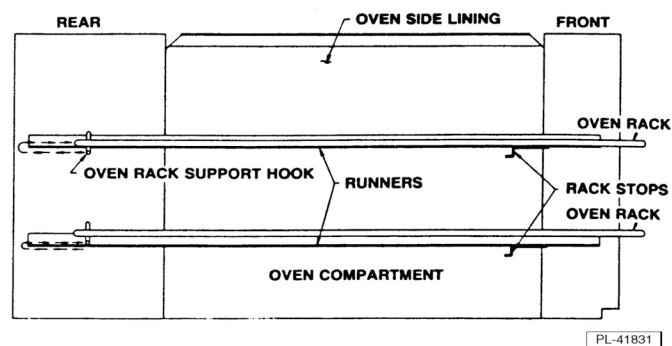 REAR
OVEN SIDE LINING
FRONT
OVEN RACK
OVEN RACK SUPPORT HOOK
RUNNERS
RACK STOPS
OVEN RACK
OVEN COMPARTMENT
PL-41831